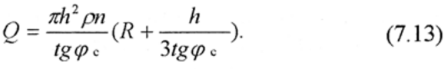 Q = \frac{\pi h^2 \rho n}{tg \varphi_c} (R + \frac{h}{3tg \varphi_c}). (7.13)